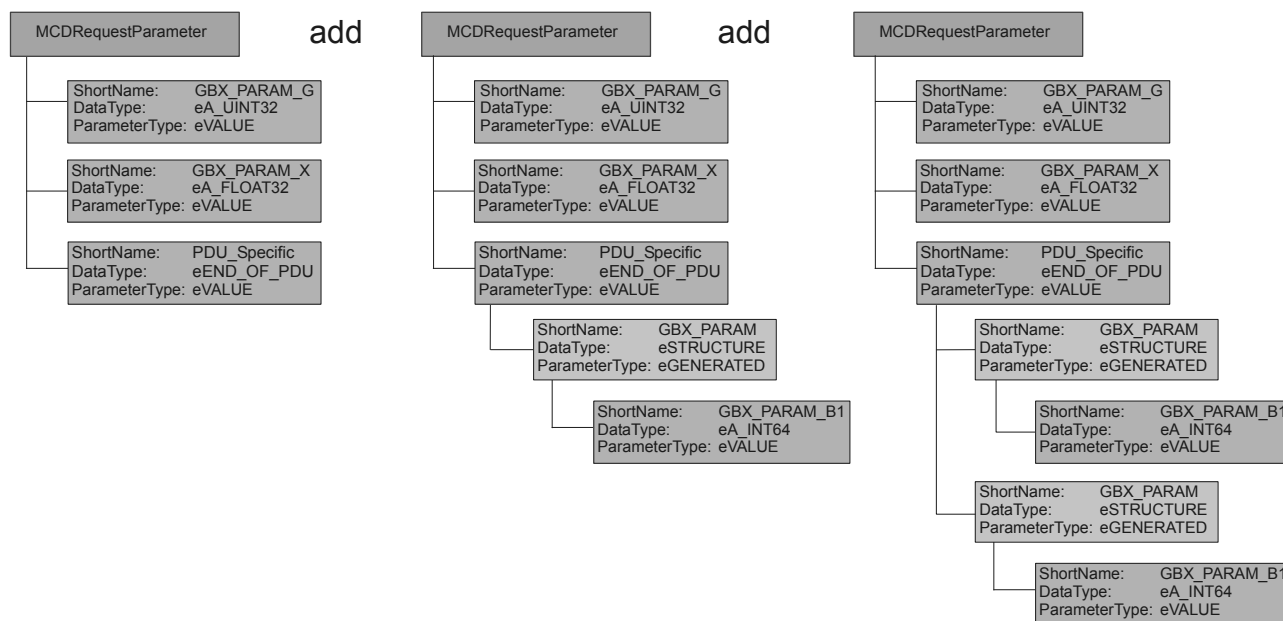 MCDRequestParameter
add
MCDRequestParameter
add
MCDRequestParameter
ShortName: GBX_PARAM_G
DataType: eA_UINT32
ParameterType: eVALUE
ShortName: GBX_PARAM_X
DataType: eA_FLOAT32
ParameterType: eVALUE
ShortName: PDU_Specific
DataType: eEND_OF_PDU
ParameterType: eVALUE
ShortName: GBX_PARAM_G
DataType: eA_UINT32
ParameterType: eVALUE
ShortName: GBX_PARAM_X
DataType: eA_FLOAT32
ParameterType: eVALUE
ShortName: PDU_Specific
DataType: eEND_OF_PDU
ParameterType: eVALUE
ShortName: GBX_PARAM
DataType: eSTRUCTURE
ParameterType: eGENERATED
ShortName: GBX_PARAM_B1
DataType: eA_INT64
ParameterType: eVALUE
ShortName: GBX_PARAM_G
DataType: eA_UINT32
ParameterType: eVALUE
ShortName: GBX_PARAM_X
DataType: eA_FLOAT32
ParameterType: eVALUE
ShortName: PDU_Specific
DataType: eEND_OF_PDU
ParameterType: eVALUE
ShortName: GBX_PARAM
DataType: eSTRUCTURE
ParameterType: eGENERATED
ShortName: GBX_PARAM_B1
DataType: eA_INT64
ParameterType: eVALUE
ShortName: GBX_PARAM
DataType: eSTRUCTURE
ParameterType: eGENERATED
ShortName: GBX_PARAM_B1
DataType: eA_INT64
ParameterType: eVALUE